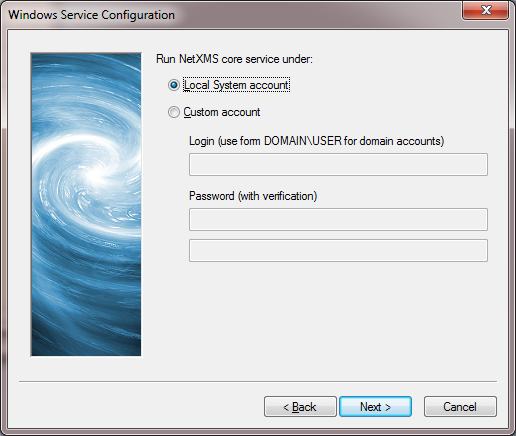 Windows Service Configuration
Run NetXMS core service under:
Local System account
Custom account
Login (use form DOMAIN\USER for domain accounts)
Password (with verification)
< Back
Next >
Cancel